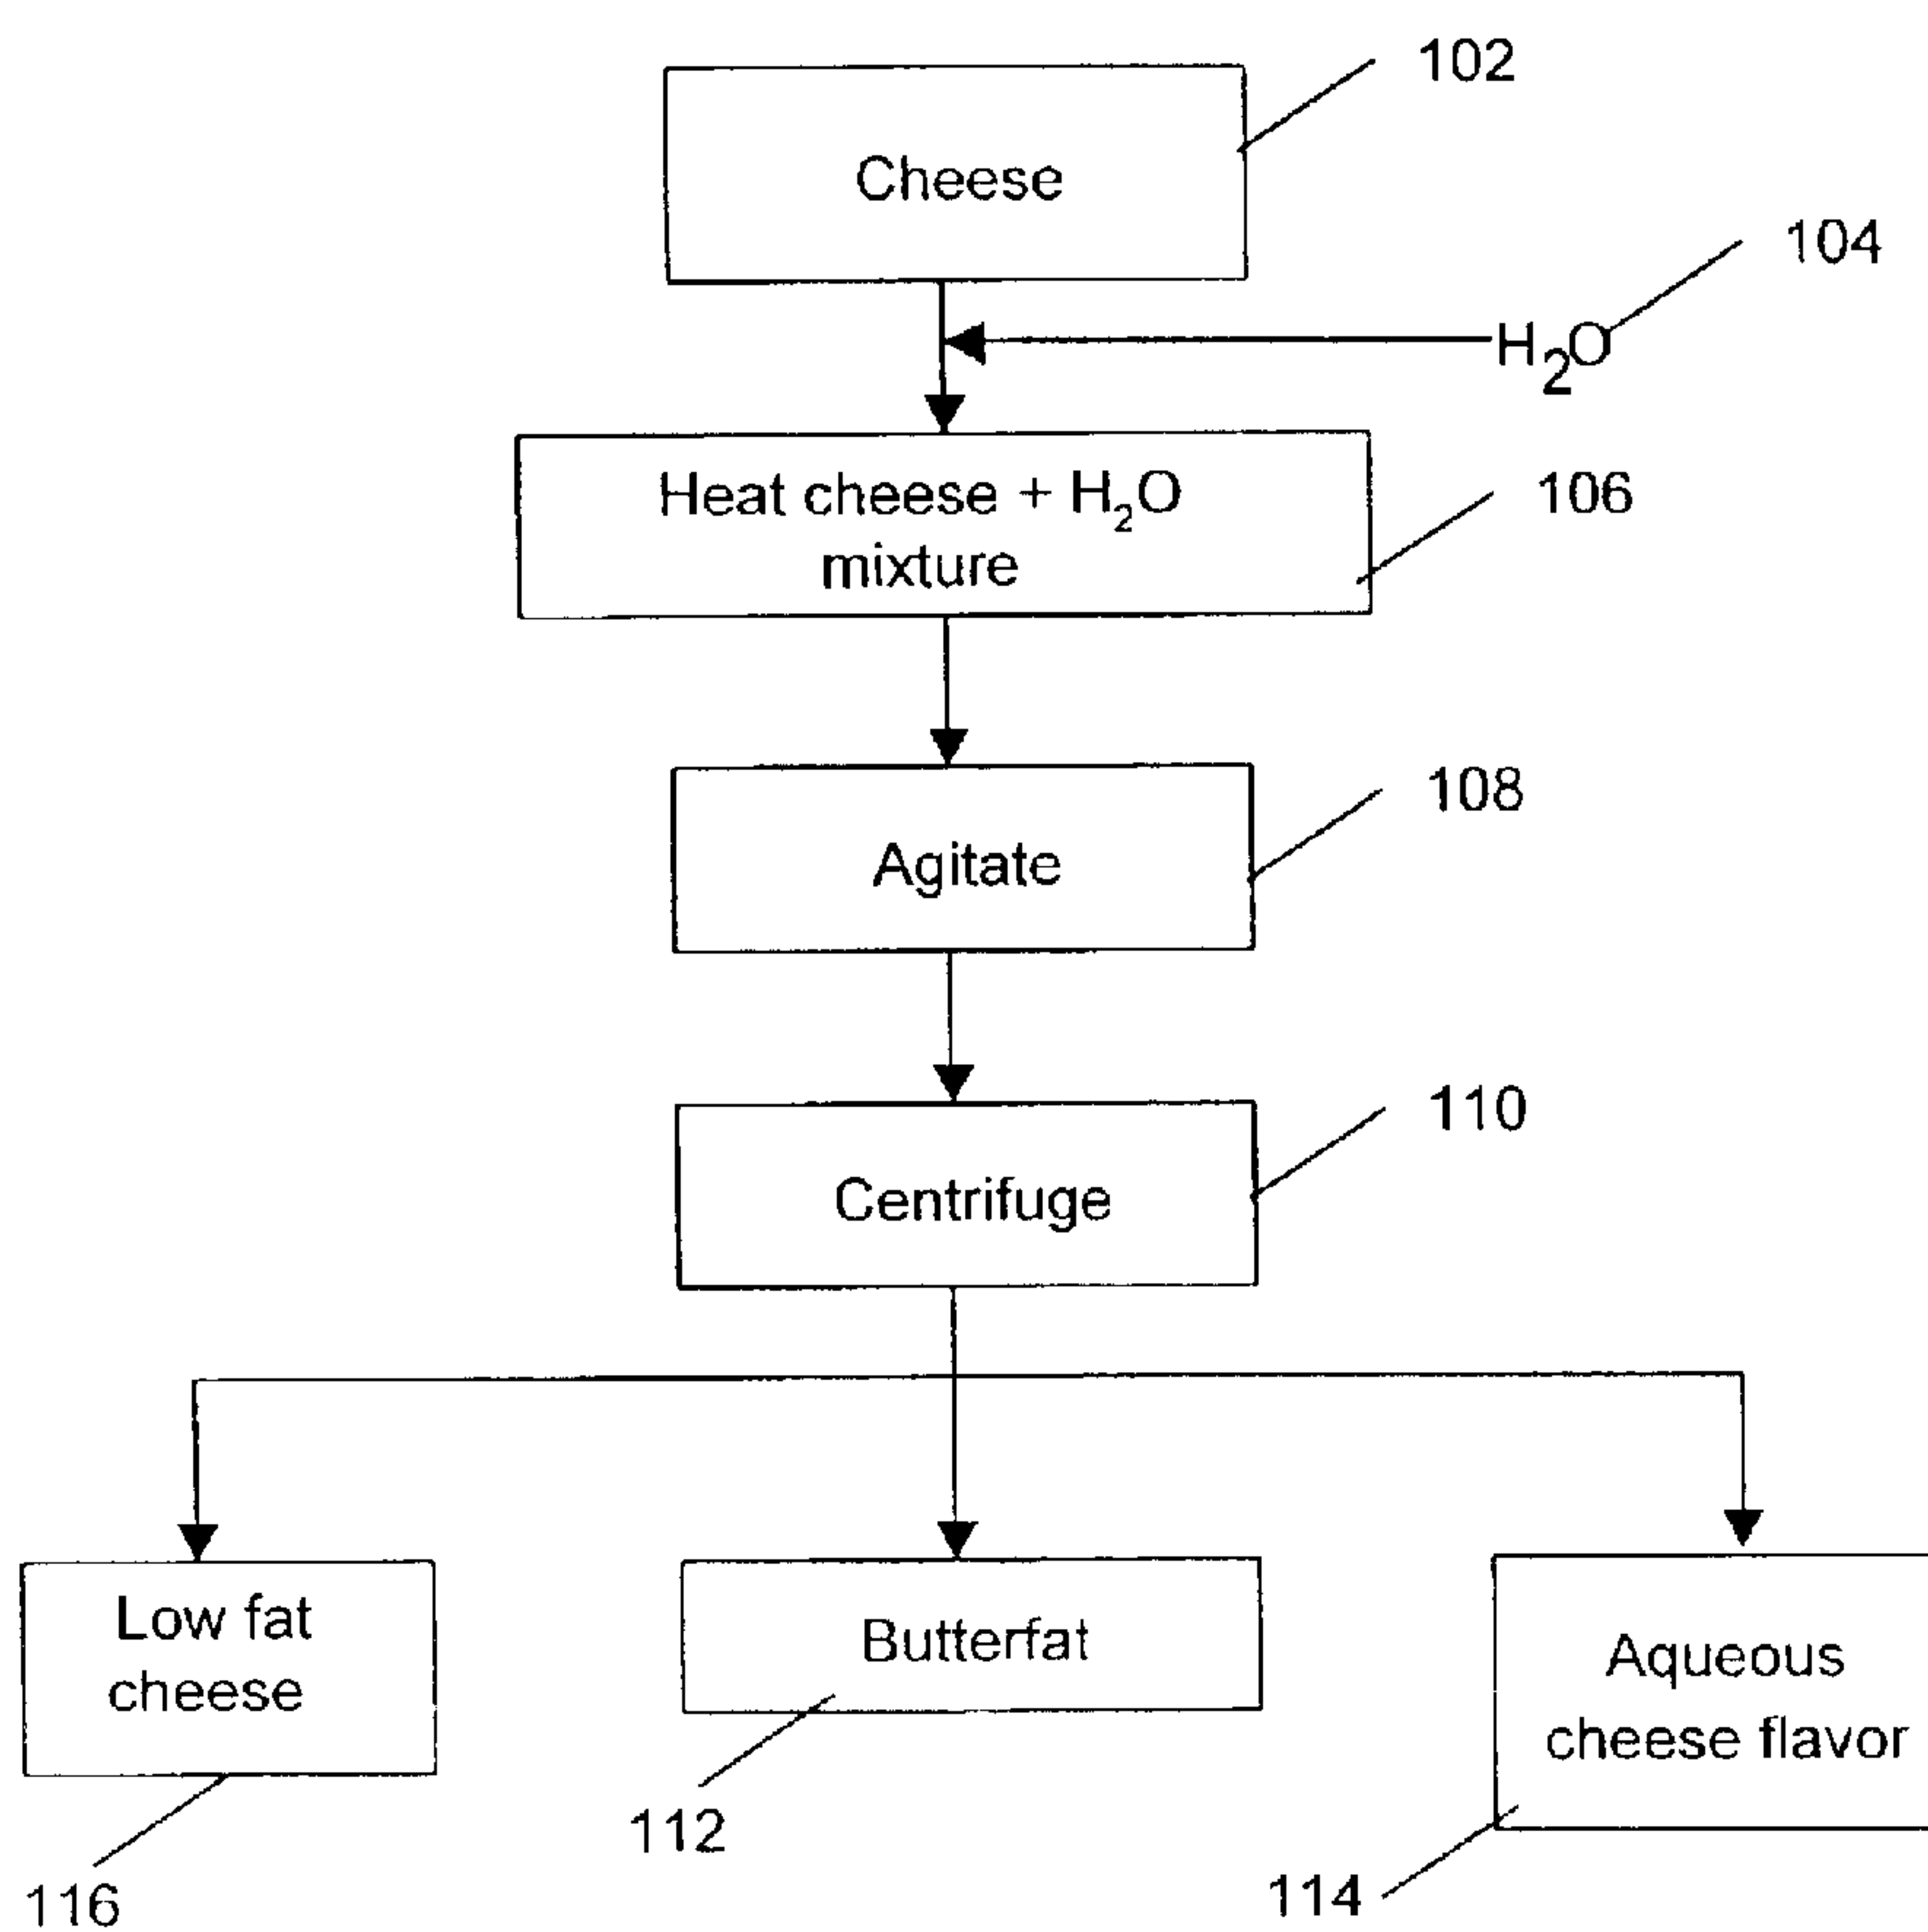 102
Cheese
104
H₂O
Heat cheese + H₂O
mixture
106
108
Agitate
110
Centrifuge
Low fat
cheese
Butterfat
Aqueous
cheese flavor
112
114
116